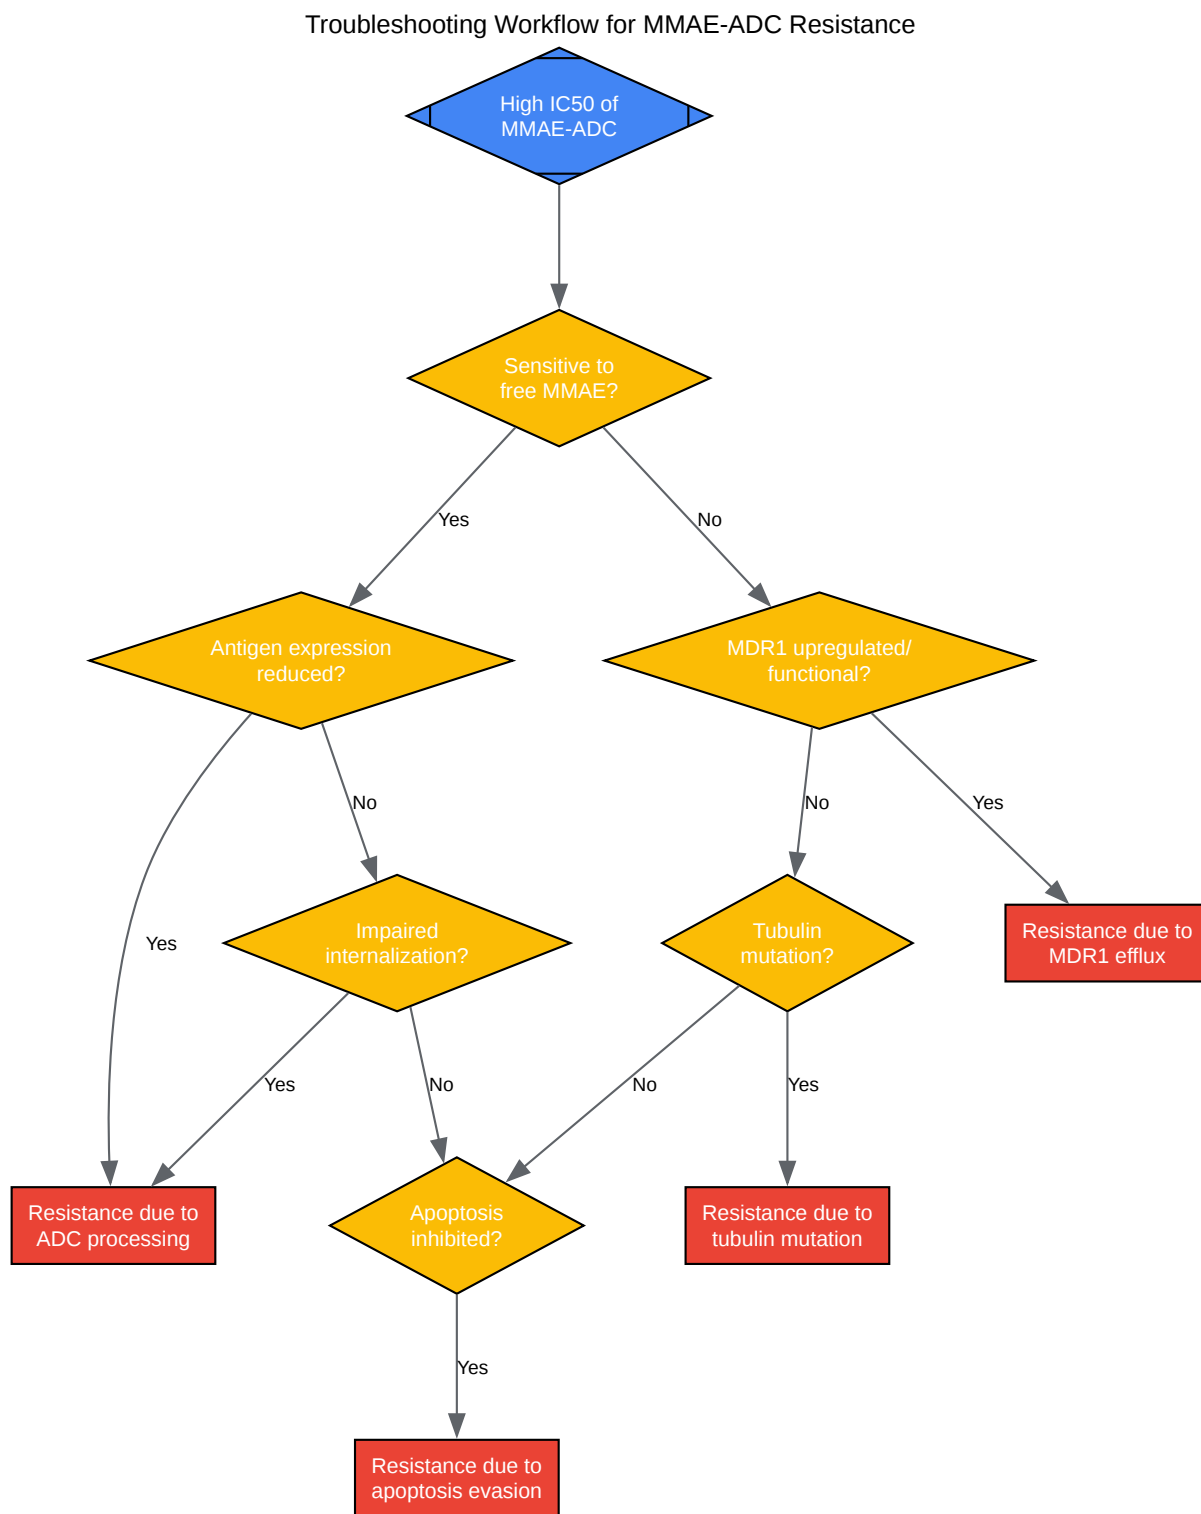 Troubleshooting Workflow for MMAE-ADC Resistance
High IC50 of
MMAE-ADC
Sensitive to
free MMAE?
Yes
No
Antigen expression
reduced?
MDR1 upregulated/
functional?
No
No
Yes
Yes
Impaired
internalization?
Tubulin
mutation?
Resistance due to
MDR1 efflux
Yes
No
No
Yes
Resistance due to
ADC processing
Apoptosis
inhibited?
Resistance due to
tubulin mutation
Yes
Resistance due to
apoptosis evasion